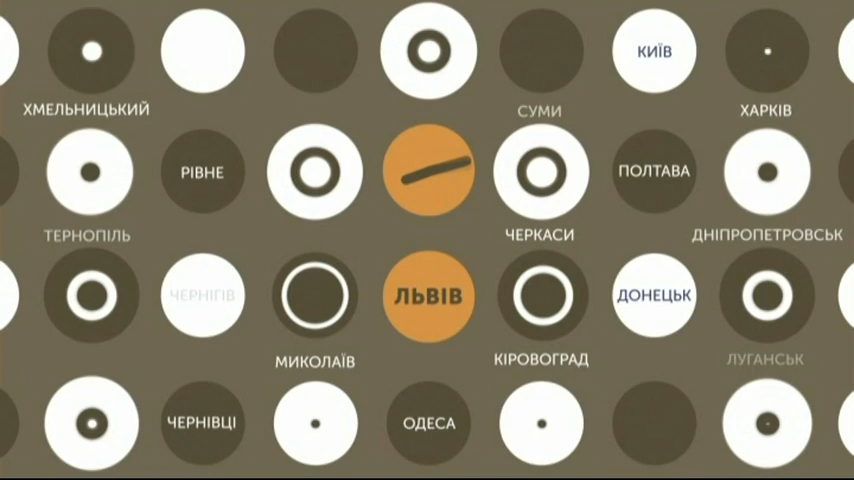 КИЇВ
ХМЕЛЬНИЦЬКИЙ
СУМИ
ХАРКІВ
РІВНЕ
ПОЛТАВА
ТЕРНОПІЛЬ
ЧЕРКАСИ
ДНІПРОПЕТРОВСЬК
ЧЕРНІГІВ
ЛЬВІВ
ДОНЕЦЬК
МИКОЛАЇВ
КІРОВОГРАД
ЛУГАНСЬК
ЧЕРНІВЦІ
ОДЕСА